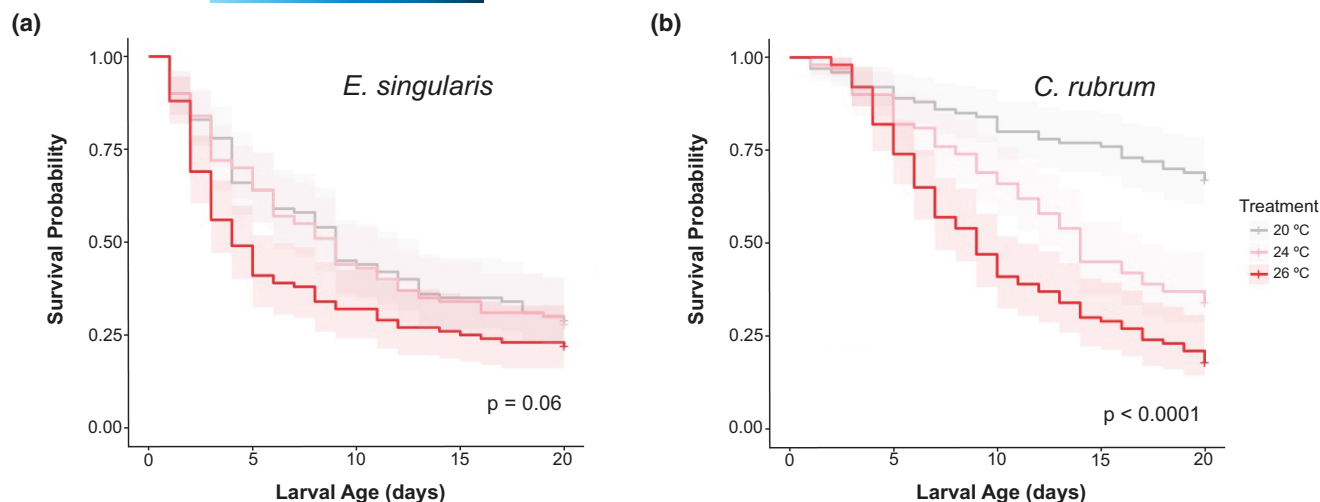 (a)
E. singularis
1.00
0.75
0.50
0.25
0.00
Survival Probability
p = 0.06
0 5 10 15 20
Larval Age (days)
(b)
C. rubrum
1.00
0.75
0.50
0.25
0.00
Survival Probability
p < 0.0001
0 5 10 15 20
Larval Age (days)
Treatment
20 ºC
24 ºC
26 ºC